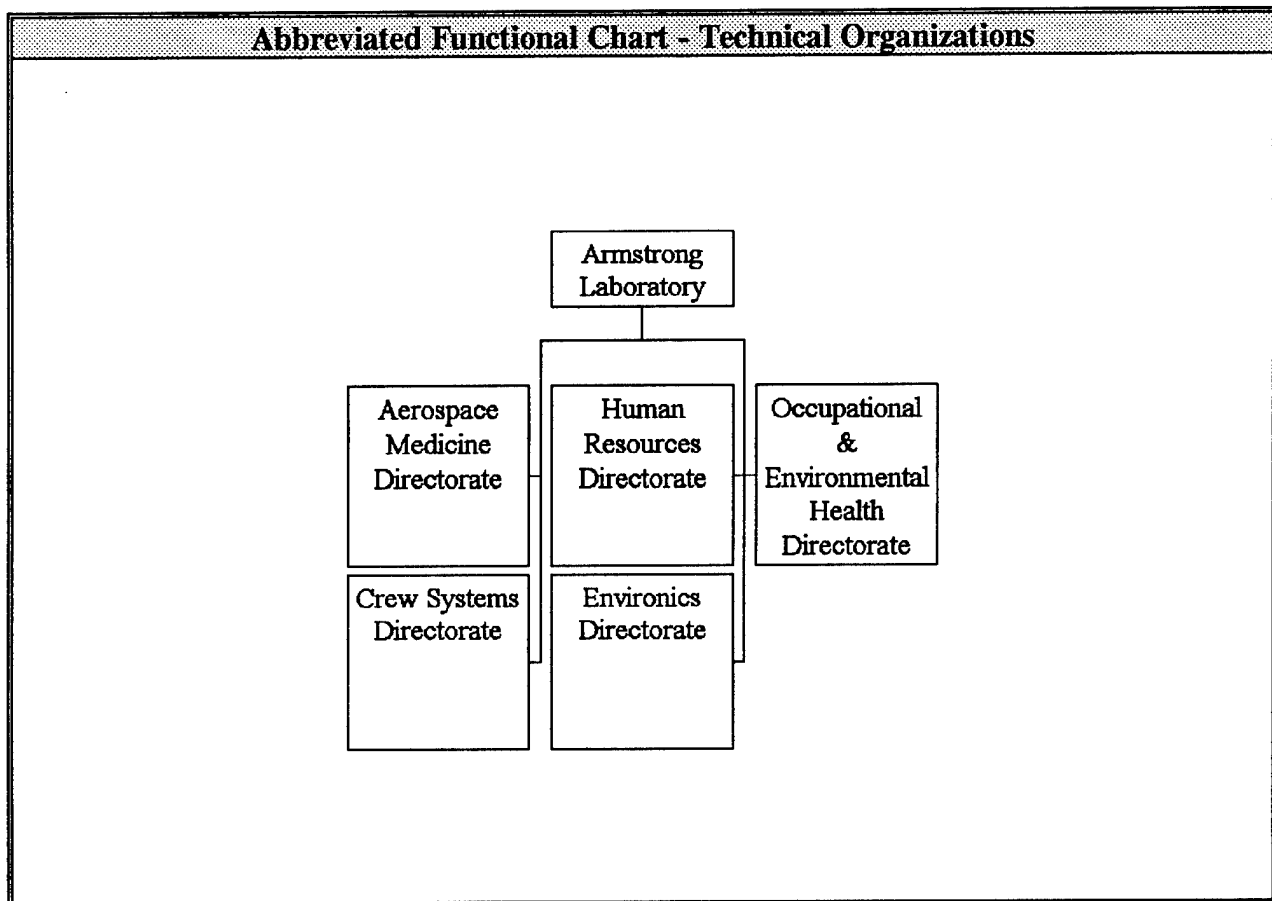 Abbreviated Functional Chart - Technical Organizations
Armstrong
Laboratory
Aerospace
Medicine
Directorate
Human
Resources
Directorate
Occupational
&
Environmental
Health
Directorate
Crew Systems
Directorate
Environics
Directorate